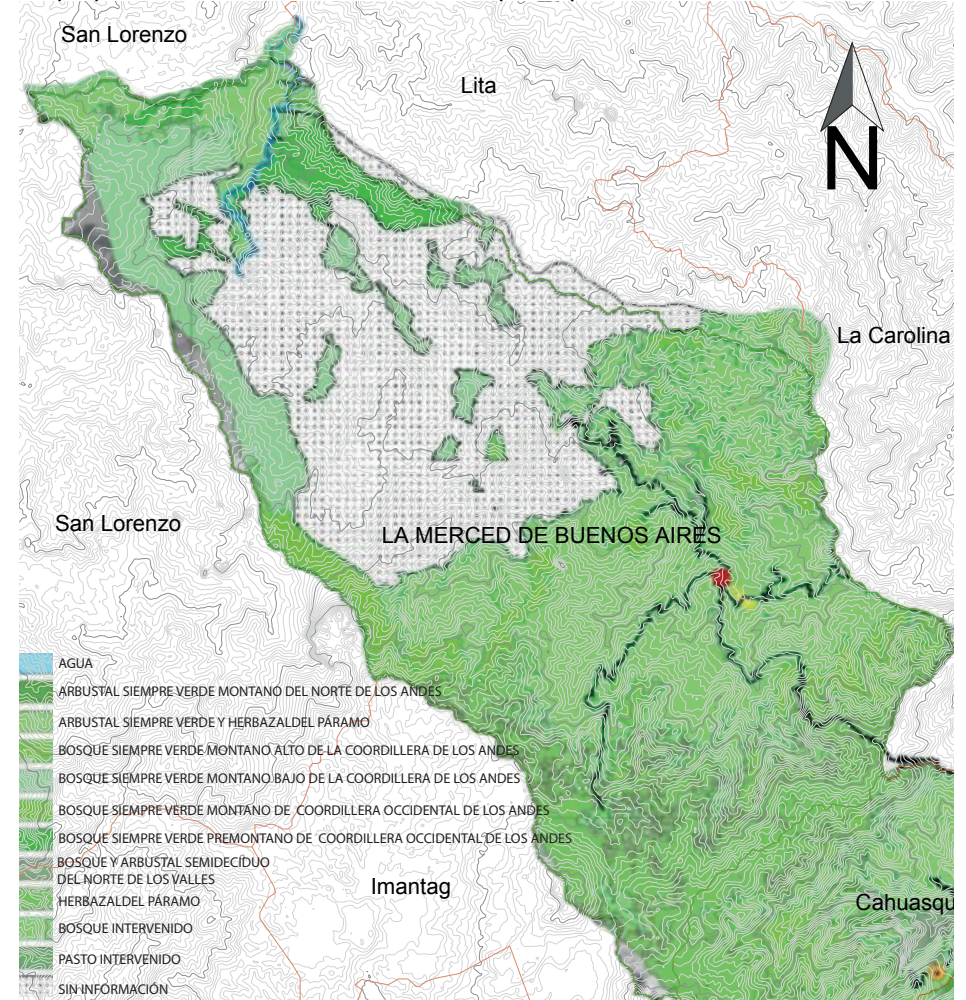 San Lorenzo
Lita
N
La Carolina
San Lorenzo
LA MERCED DE BUENOS AIRES
AGUA
ARBUSTAL SIEMPRE VERDE MONTANO DEL NORTE DE LOS ANDES
ARBUSTAL SIEMPRE VERDE Y HERBAZALDEL PÁRAMO
BOSQUE SIEMPRE VERDE MONTANO ALTO DE LA COORDILLERA DE LOS ANDES
BOSQUE SIEMPRE VERDE MONTANO BAJO DE LA COORDILLERA DE LOS ANDES
BOSQUE SIEMPRE VERDE MONTANO DE COORDILLERA OCCIDENTAL DE LOS ANDES
BOSQUE SIEMPRE VERDE PREMONTANO DE COORDILLERA OCCIDENTAL DE LOS ANDES
BOSQUE Y ARBUSTAL SEMIDECÍDUO
DEL NORTE DE LOS VALLES
HERBAZALDEL PÁRAMO
BOSQUE INTERVENIDO
PASTO INTERVENIDO
SIN INFORMACIÓN
Imantag
Cahuasqu